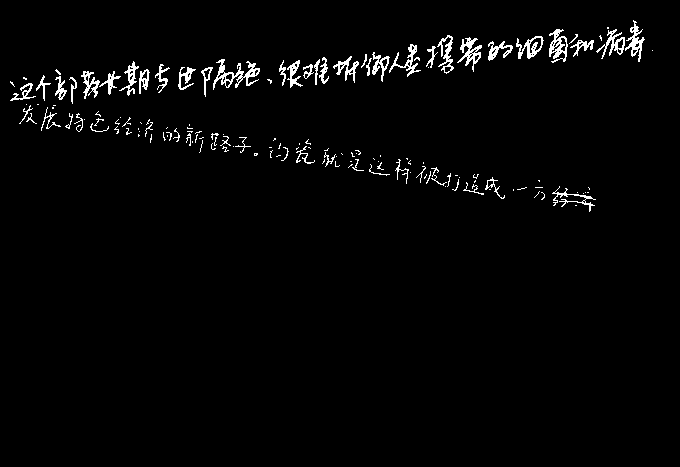 这个部落长期与世隔绝、很难抵御人类携带的细菌和病毒.
发展特色经济的新路子。钧瓷就是这样被打造成一方